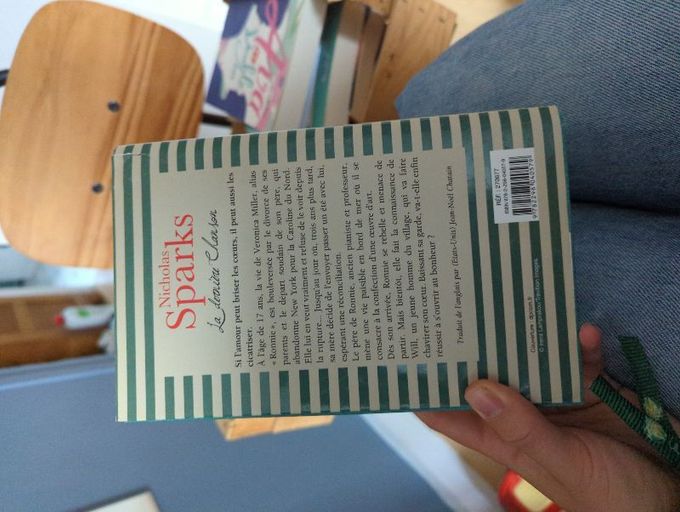 Nicholas
Sparks
La dernière Chanson
Si l'amour peut briser les cœurs, il peut aussi les
cicatriser.
À l'âge de 17 ans, la vie de Veronica Miller, alias
« Ronnie », est bouleversée par le divorce de ses
parents et le départ soudain de son père, qui
abandonne New York pour la Caroline du Nord.
Elle lui en veut vraiment et refuse de le voir depuis
la rupture... Jusqu'au jour où, trois ans plus tard,
sa mère décide de l'envoyer passer un été avec lui,
espérant une réconciliation.
Le père de Ronnie, ancien pianiste et professeur,
mène une vie paisible en bord de mer où il se
consacre à la confection d'une œuvre d'art.
Dès son arrivée, Ronnie se rebelle et menace de
partir. Mais bientôt, elle fait la connaissance de
Will, un jeune homme du village, qui va faire
chavirer son cœur. Baissant sa garde, va-t-elle enfin
réussir à s'ouvrir au bonheur ?
Traduit de l'anglais par (États-Unis) Jean-Noël Chatain